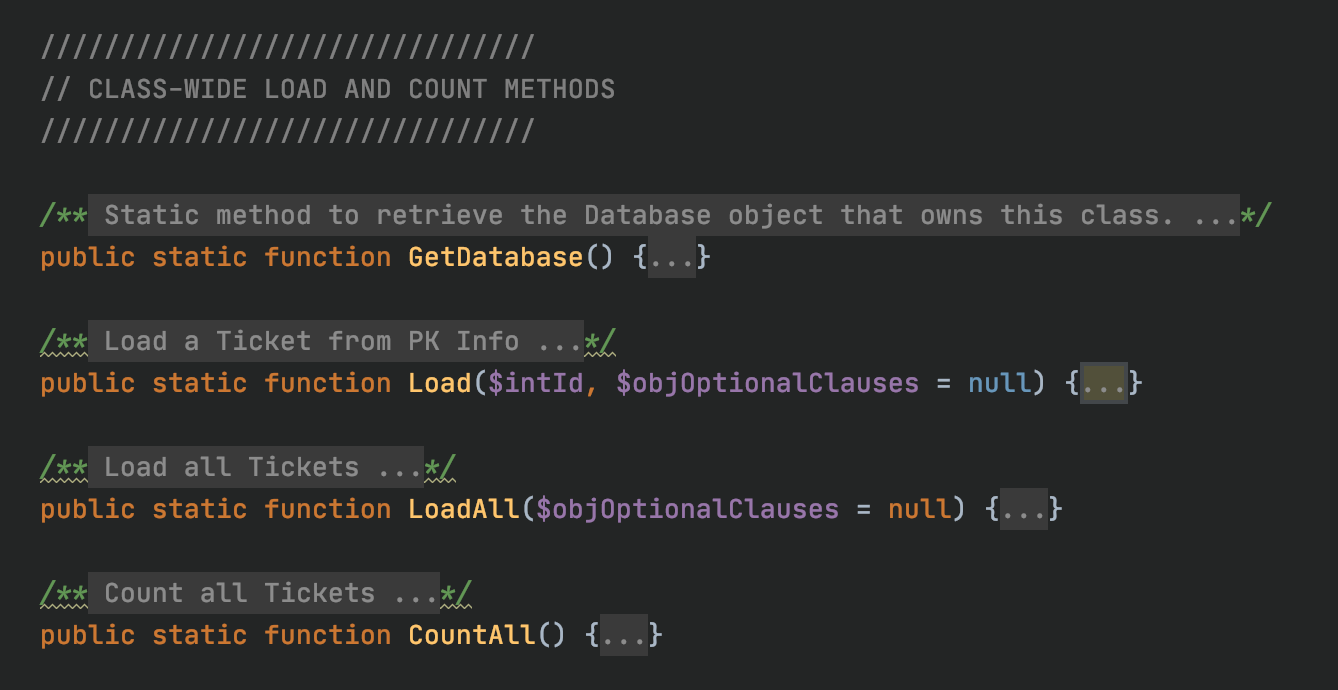 ///////////////////////////////
// CLASS-WIDE LOAD AND COUNT METHODS
///////////////////////////////
/** Static method to retrieve the Database object that owns this class. ...*/
public static function GetDatabase() {...}
/** Load a Ticket from PK Info ...*/
public static function Load($intId, $objOptionalClauses = null) {...}
/** Load all Tickets ...*/
public static function LoadAll($objOptionalClauses = null) {...}
/** Count all Tickets ...*/
public static function CountAll() {...}